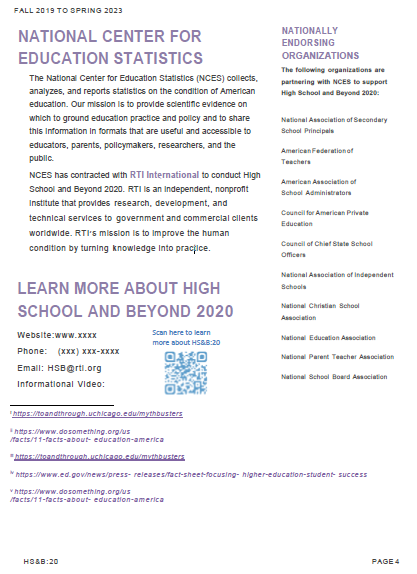 FALL 2019 TO SPRING 2023
NATIONAL CENTER FOR
EDUCATION STATISTICS
The National Center for Education Statistics (NCES) collects,
analyzes, and reports statistics on the condition of American
education. Our mission is to provide scientific evidence on
which to ground education practice and policy and to share
this information in formats that are useful and accessible to
educators, parents, policymakers, researchers, and the
public.
NCES has contracted with RTI International to conduct High
School and Beyond 2020. RTI is an independent, nonprofit
institute that provides research, development, and
technical services to government and commercial clients
worldwide. RTI's mission is to improve the human
condition by turning knowledge into practice.
LEARN MORE ABOUT HIGH
SCHOOL AND BEYOND 2020
Website:www.xxxx
Phone: (xxx) xxx-xxxx
Email: HSB@rti.org
Informational Video:
Scan here to learn
more about HS&B:20
NATIONALLY
ENDORSING
ORGANIZATIONS
The following organizations are
partnering with NCES to support
High School and Beyond 2020:
National Association of Secondary
School Principals
American Federation of
Teachers
American Association of
School Administrators
Council for American Private
Education
Council of Chief State School
Officers
National Association of Independent
Schools
National Christian School
Association
National Education Association
National Parent Teacher Association
National School Board Association
i https://toandthrough.uchicago.edu/mythbusters
ii https://www.dosomething.org/us
/facts/11-facts-about- education-america
iii https://toandthrough.uchicago.edu/mythbusters
iv https://www.ed.gov/news/press- releases/fact-sheet-focusing- higher-education-student- success
v https://www.dosomething.org/us
/facts/11-facts-about- education-america
HS&B:20
PAGE 4